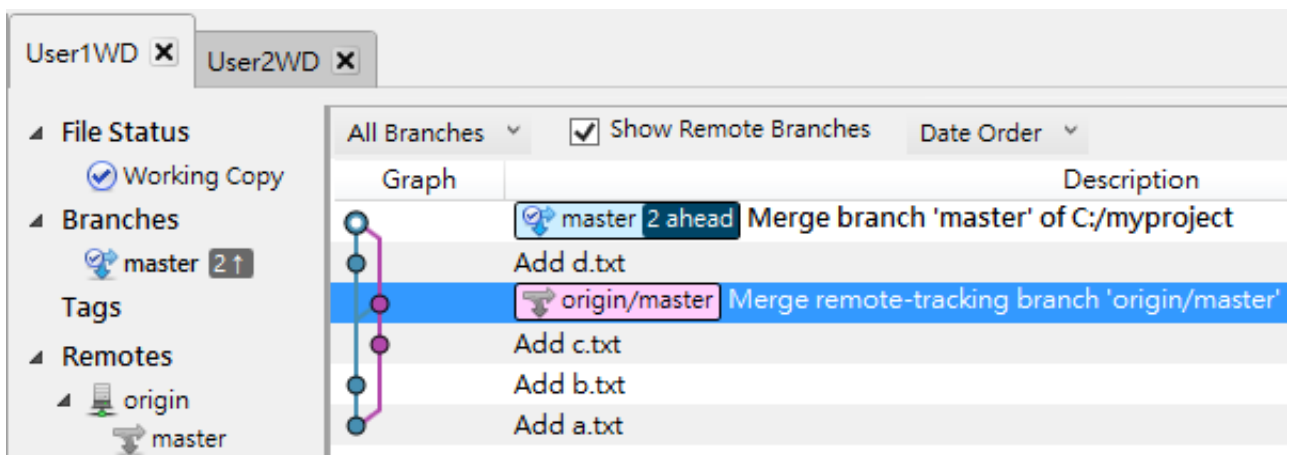 User1WD
User2WD
File Status
Working Copy
Branches
master 2↑
Tags
Remotes
origin
master
All Branches Show Remote Branches Date Order
Graph Description
master 2 ahead Merge branch 'master' of C:/myproject
Add d.txt
origin/master Merge remote-tracking branch 'origin/master'
Add c.txt
Add b.txt
Add a.txt